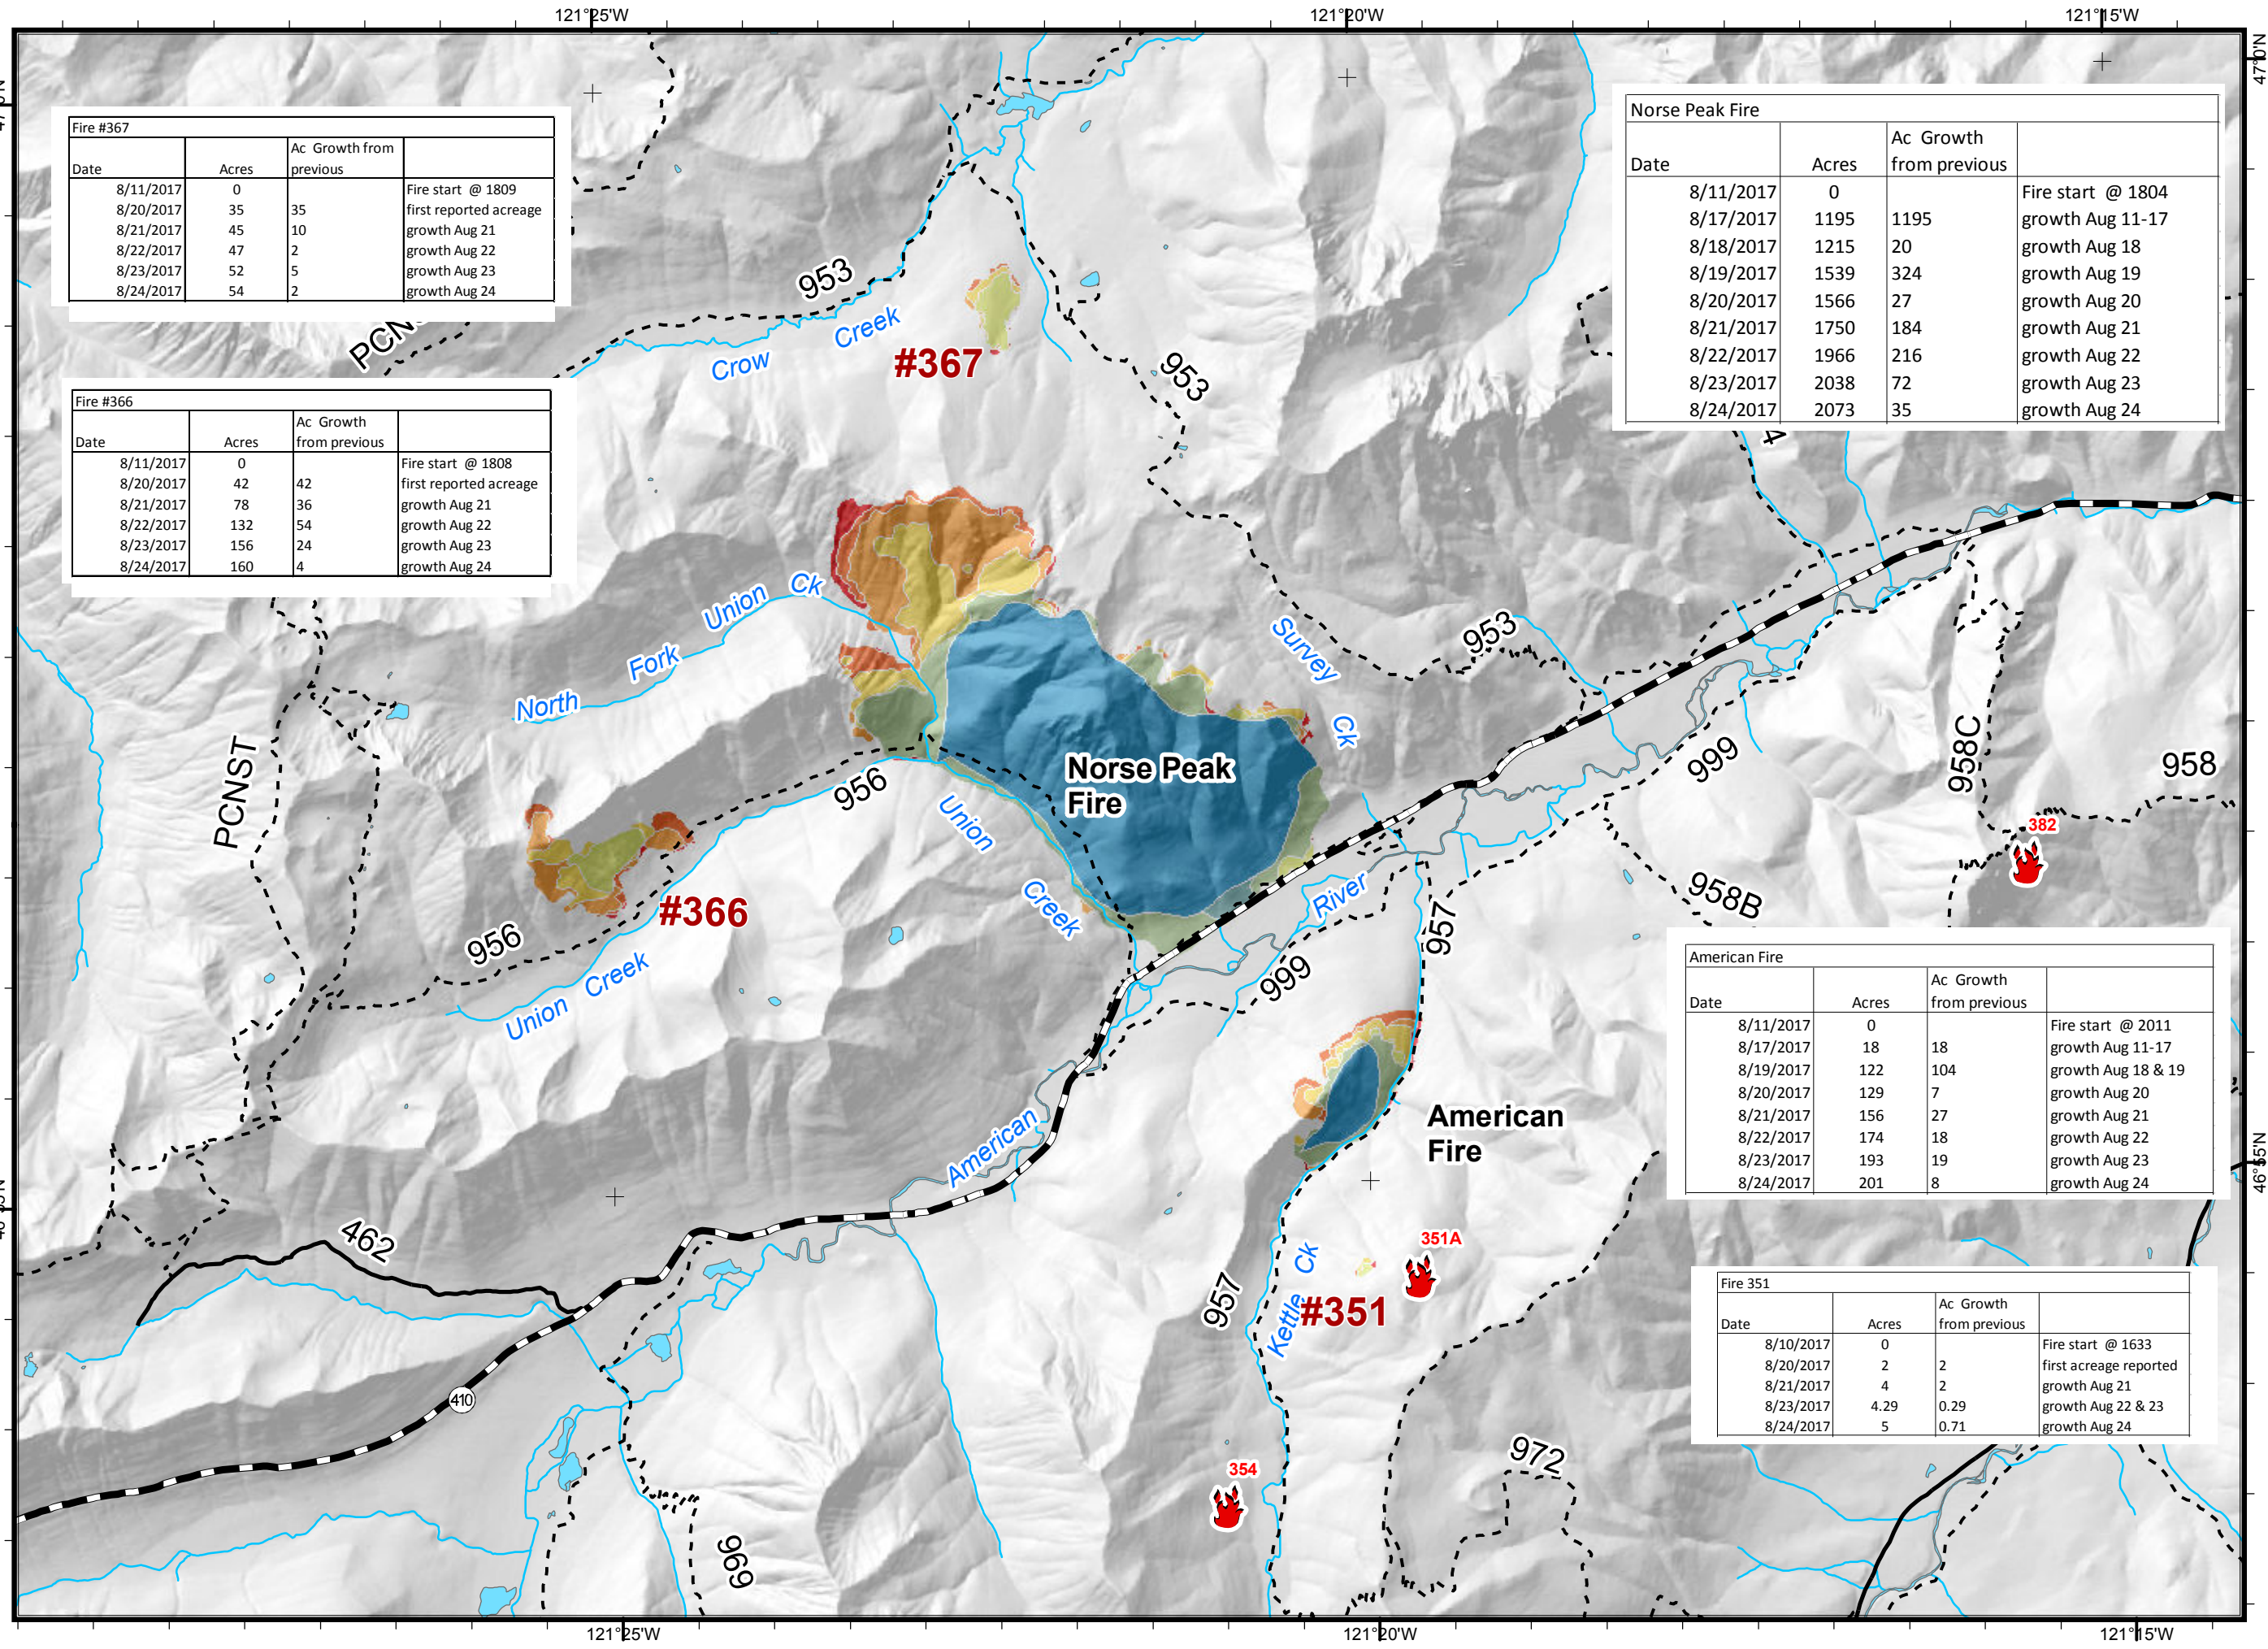 121°25'W 121°20'W 121°15'W
47°0'N
Fire #367
Date Acres Ac Growth from previous
8/11/2017 0 Fire start @ 1809
8/20/2017 35 35 first reported acreage
8/21/2017 45 10 growth Aug 21
8/22/2017 47 2 growth Aug 22
8/23/2017 52 5 growth Aug 23
8/24/2017 54 2 growth Aug 24
Norse Peak Fire
Date Acres Ac Growth from previous
8/11/2017 0 Fire start @ 1804
8/17/2017 1195 1195 growth Aug 11-17
8/18/2017 1215 20 growth Aug 18
8/19/2017 1539 324 growth Aug 19
8/20/2017 1566 27 growth Aug 20
8/21/2017 1750 184 growth Aug 21
8/22/2017 1966 216 growth Aug 22
8/23/2017 2038 72 growth Aug 23
8/24/2017 2073 35 growth Aug 24
953
Crow Creek
#367
953
Fire #366
Date Acres Ac Growth from previous
8/11/2017 0 Fire start @ 1808
8/20/2017 42 42 first reported acreage
8/21/2017 78 36 growth Aug 21
8/22/2017 132 54 growth Aug 22
8/23/2017 156 24 growth Aug 23
8/24/2017 160 4 growth Aug 24
North Fork Union Ck
Survey Ck
953
PCNST
Norse Peak
Fire
956
Union Creek
999
958C
958
382
#366
956
Union Creek
River
957
958B
999
American Fire
Date Acres Ac Growth from previous
8/11/2017 0 Fire start @ 2011
8/17/2017 18 18 growth Aug 11-17
8/19/2017 122 104 growth Aug 18 & 19
8/20/2017 129 7 growth Aug 20
8/21/2017 156 27 growth Aug 21
8/22/2017 174 18 growth Aug 22
8/23/2017 193 19 growth Aug 23
8/24/2017 201 8 growth Aug 24
46°55'N
American
Fire
American
462
351A
957
Kettle Ck
#351
Fire 351
Date Acres Ac Growth from previous
8/10/2017 0 Fire start @ 1633
8/20/2017 2 2 first acreage reported
8/21/2017 4 2 growth Aug 21
8/23/2017 4.29 0.29 growth Aug 22 & 23
8/24/2017 5 0.71 growth Aug 24
410
354
972
969
121°25'W 121°20'W 121°15'W